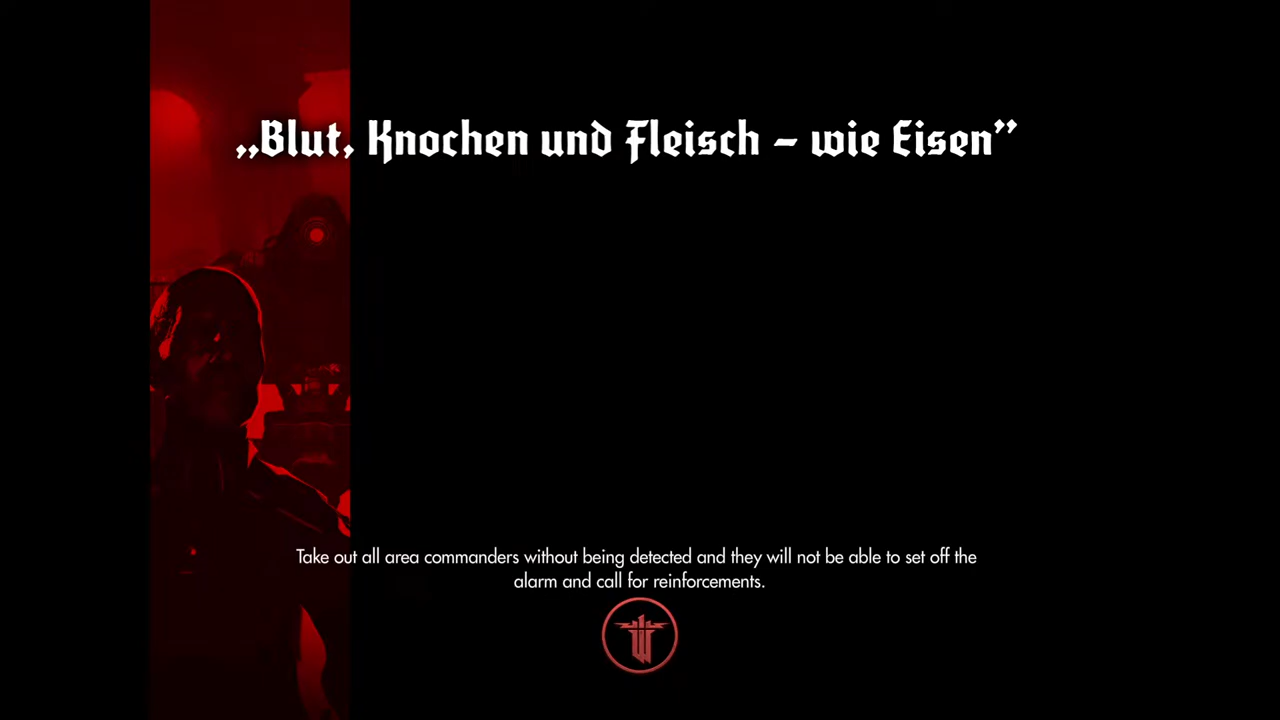 „Blut, Knochen und Fleisch – wie Eisen”
Take out all area commanders without being detected and they will not be able to set off the
alarm and call for reinforcements.